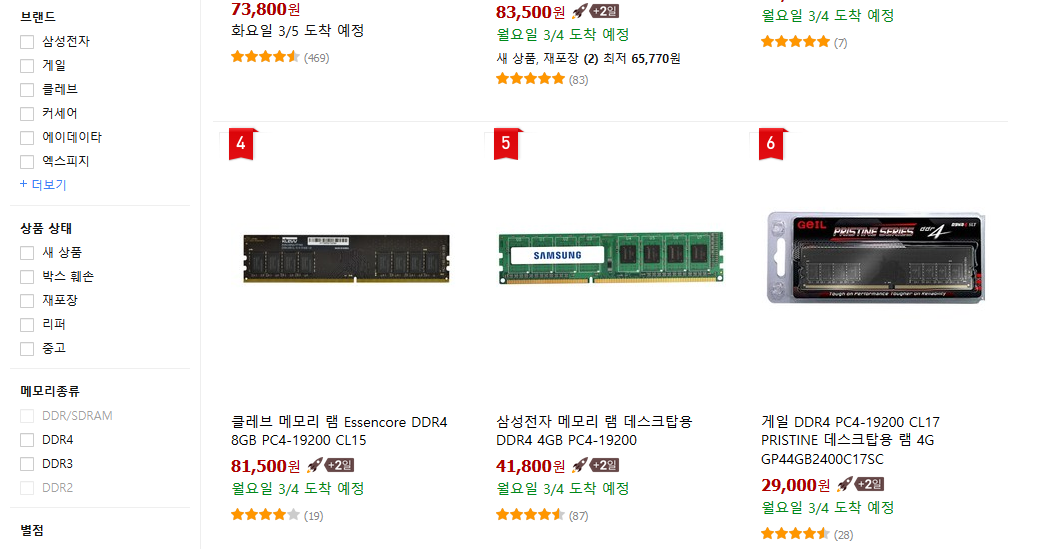 브랜드
삼성전자
게일
클레브
커세어
에이데이타
엑스피지
+ 더보기
상품 상태
새 상품
박스 훼손
재포장
리퍼
중고
메모리종류
DDR/SDRAM
DDR4
DDR3
DDR2
별점
73,800원
화요일 3/5 도착 예정
(469)
83,500원 +2일
월요일 3/4 도착 예정
새 상품, 재포장 (2) 최저 65,770원
(83)
월요일 3/4 도착 예정
(7)
4
KLEVV
클레브 메모리 램 Essencore DDR4
8GB PC4-19200 CL15
81,500원 +2일
월요일 3/4 도착 예정
(19)
5
SAMSUNG
삼성전자 메모리 램 데스크탑용
DDR4 4GB PC4-19200
41,800원 +2일
월요일 3/4 도착 예정
(87)
6
GEIL PRISTINE SERIES DDR4
Tough on Performance Tougher on Reliability
게일 DDR4 PC4-19200 CL17
PRISTINE 데스크탑용 램 4G
GP44GB2400C17SC
29,000원 +2일
월요일 3/4 도착 예정
(28)